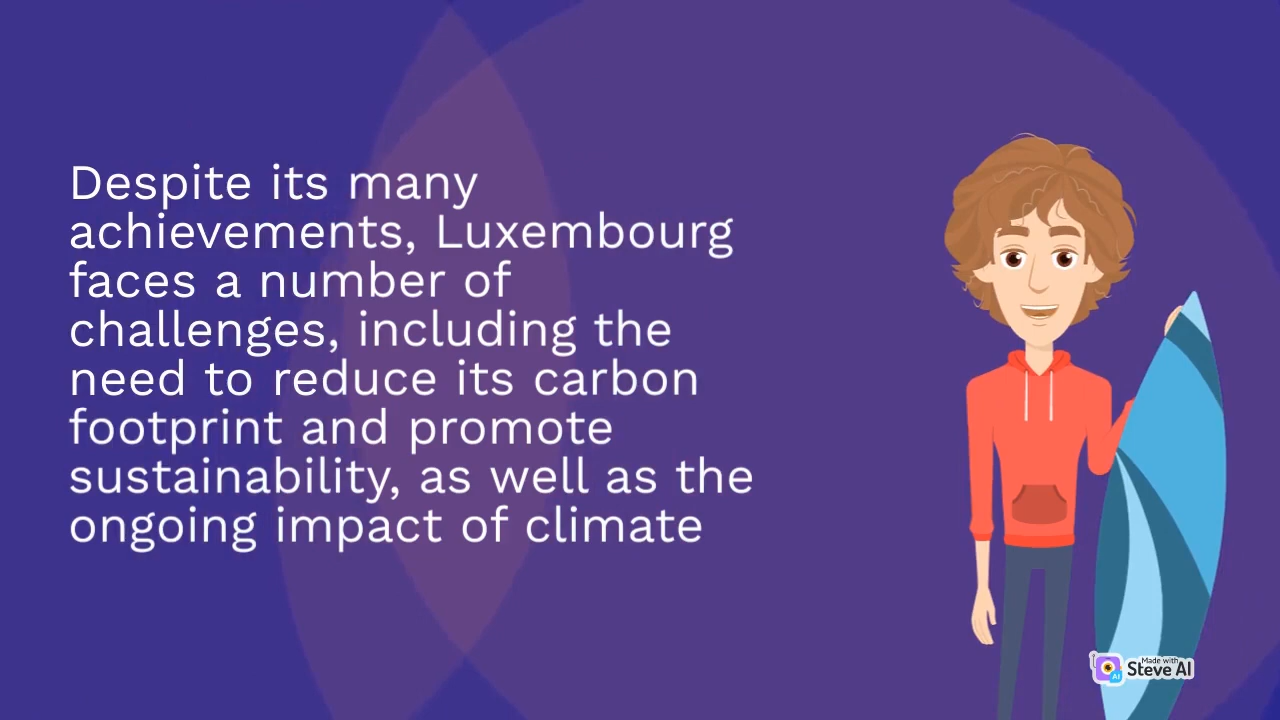 Despite its many
achievements, Luxembourg
faces a number of
challenges, including the
need to reduce its carbon
footprint and promote
sustainability, as well as the
ongoing impact of climate
Made with
Steve AI
AI